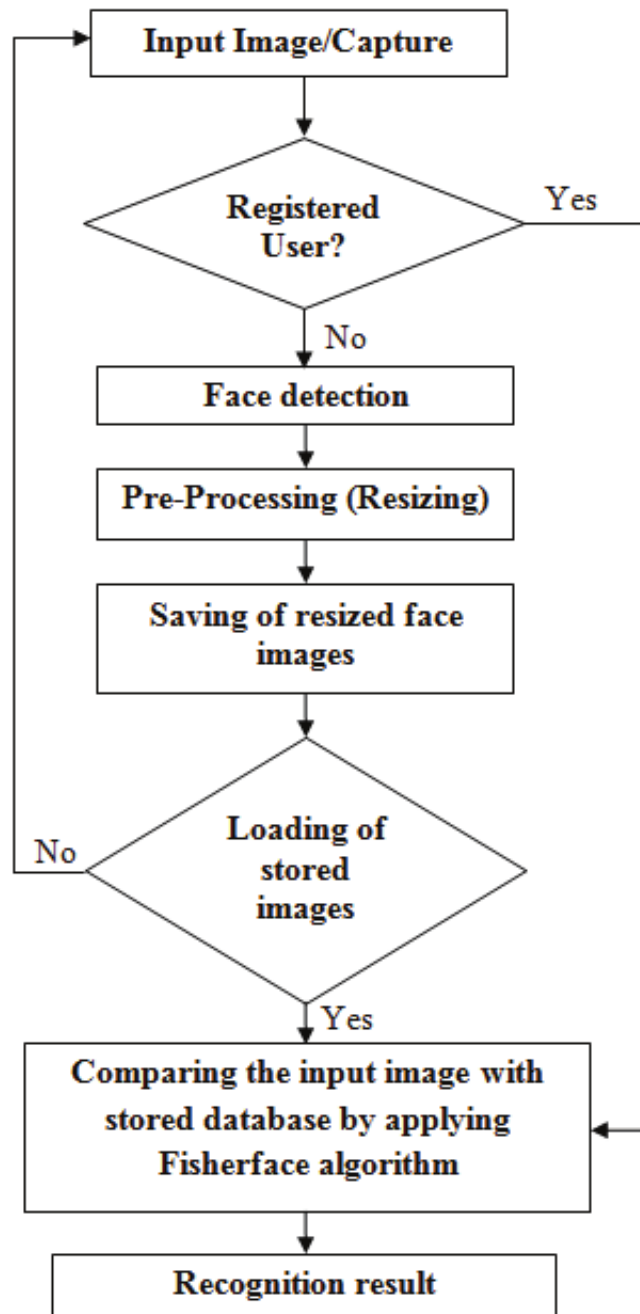 Input Image/Capture
Registered
User?
Yes
No
Face detection
Pre-Processing (Resizing)
Saving of resized face
images
Loading of
stored
images
No
Yes
Comparing the input image with
stored database by applying
Fisherface algorithm
Recognition result